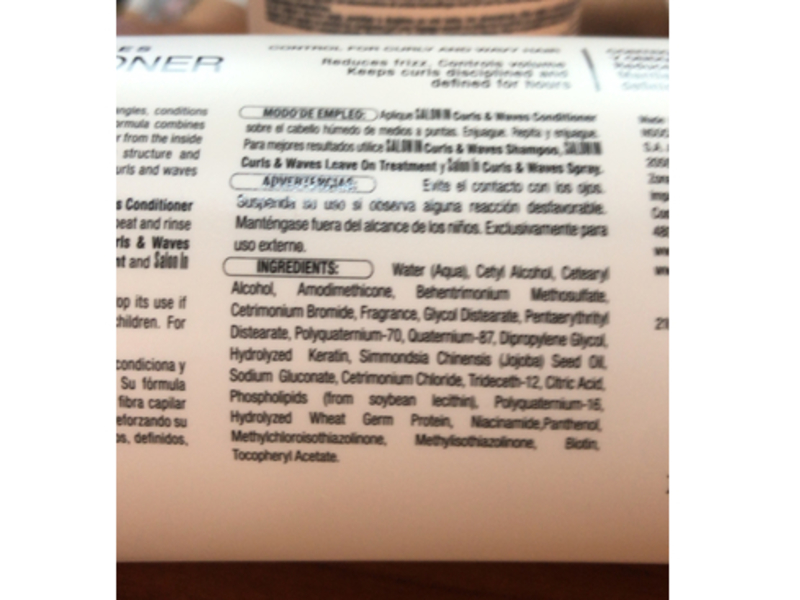 ES
ONER
CONTROL FOR CURLY AND WAVY HAIR
Reduces frizz, Controls volume
Keeps curls disciplined and
defined for hours
angles, conditions
ormula combines
r from the inside
structure and
urls and waves
s Conditioner
peat and rinse
rls & Waves
nt and Salon In
op its use if
children. For
condiciona y
Su fórmula
fibra capilar
eforzando su
os, definidos,
MODO DE EMPLEO: Aplique SALON IN Curls & Waves Conditioner
sobre el cabello húmedo de medios a puntas. Enjuague. Repita y enjuague.
Para mejores resultados utilice SALON IN Curls & Waves Shampoo, SALON IN
Curls & Waves Leave On Treatment y Salon In Curls & Waves Spray.
ADVERTENCIAS: Evite el contacto con los ojos.
Suspenda su uso si observa alguna reacción desfavorable.
Manténgase fuera del alcance de los niños. Exclusivamente para
uso externo.
INGREDIENTS: Water (Aqua), Cetyl Alcohol, Cetearyl
Alcohol, Amodimethicone, Behentrimonium Methosulfate,
Cetrimonium Bromide, Fragrance, Glycol Distearate, Pentaerythrityl
Distearate, Polyquaternium-70, Quaternium-87, Dipropylene Glycol,
Hydrolyzed Keratin, Simmondsia Chinensis (Jojoba) Seed Oil,
Sodium Gluconate, Cetrimonium Chloride, Trideceth-12, Citric Acid,
Phospholipids (from soybean lecithin), Polyquaternium-16,
Hydrolyzed Wheat Germ Protein, Niacinamide,Panthenol,
Methylchloroisothiazolinone, Methylisothiazolinone, Biotin,
Tocopheryl Acetate.